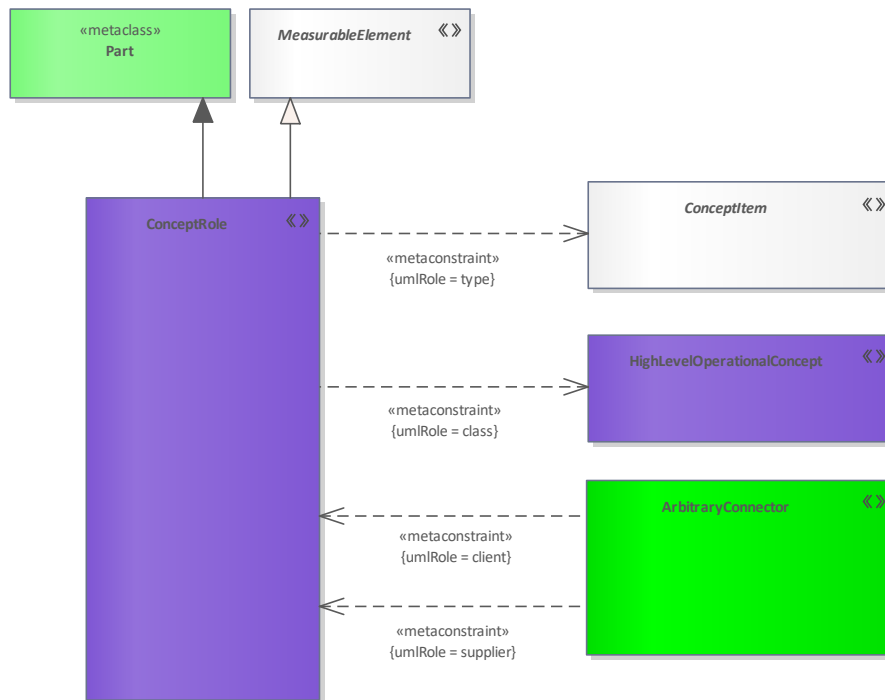 «metaclass»
Part
MeasurableElement
ConceptRole
ConceptItem
«metaconstraint»
{umlRole = type}
HighLevelOperationalConcept
«metaconstraint»
{umlRole = class}
ArbitraryConnector
«metaconstraint»
{umlRole = client}
«metaconstraint»
{umlRole = supplier}